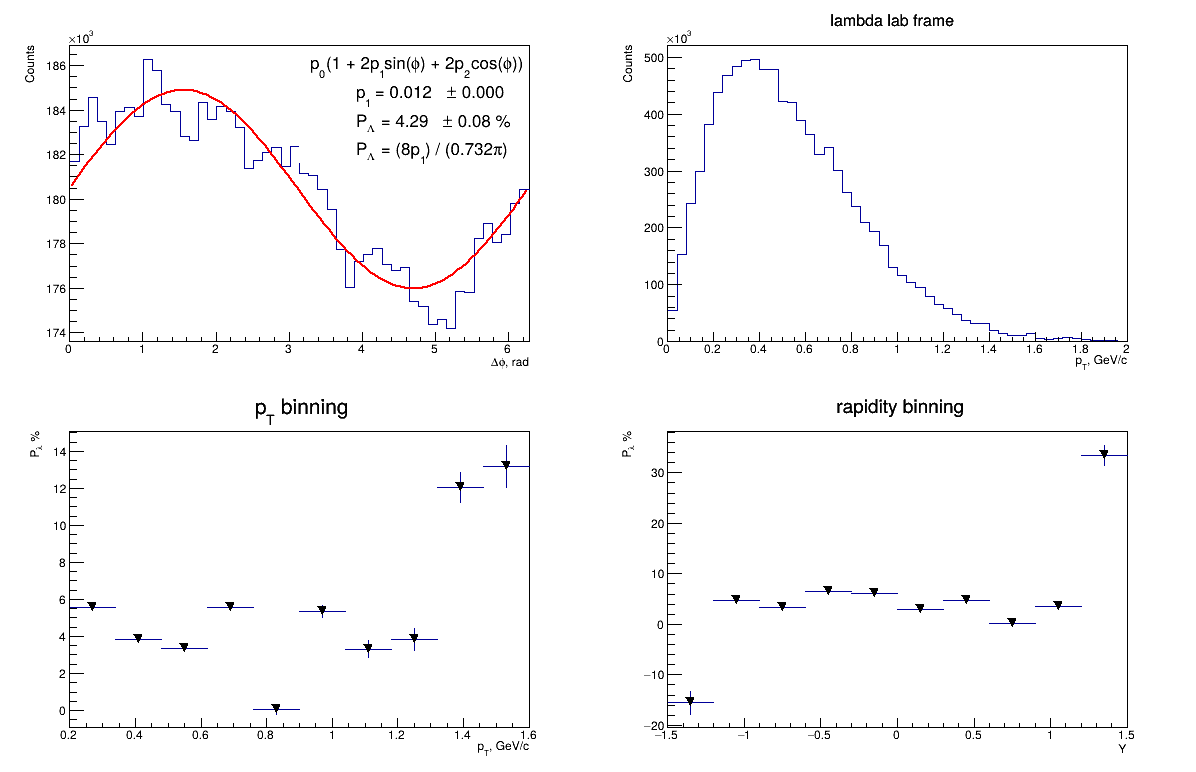 ×10³
Counts
186
184
182
180
178
176
174
0 1 2 3 4 5 6
Δϕ, rad
p₀(1 + 2p₁sin(ϕ) + 2p₂cos(ϕ))
p₁ = 0.012 ± 0.000
P_Λ = 4.29 ± 0.08 %
P_Λ = (8p₁) / (0.732π)
lambda lab frame
×10³
Counts
500
400
300
200
100
0
0 0.2 0.4 0.6 0.8 1 1.2 1.4 1.6 1.8 2
p_T, GeV/c
p_T binning
P_λ %
14
12
10
8
6
4
2
0
0.2 0.4 0.6 0.8 1 1.2 1.4 1.6
p_T, GeV/c
rapidity binning
P_λ %
30
20
10
0
−10
−20
−1.5 −1 −0.5 0 0.5 1 1.5
Y